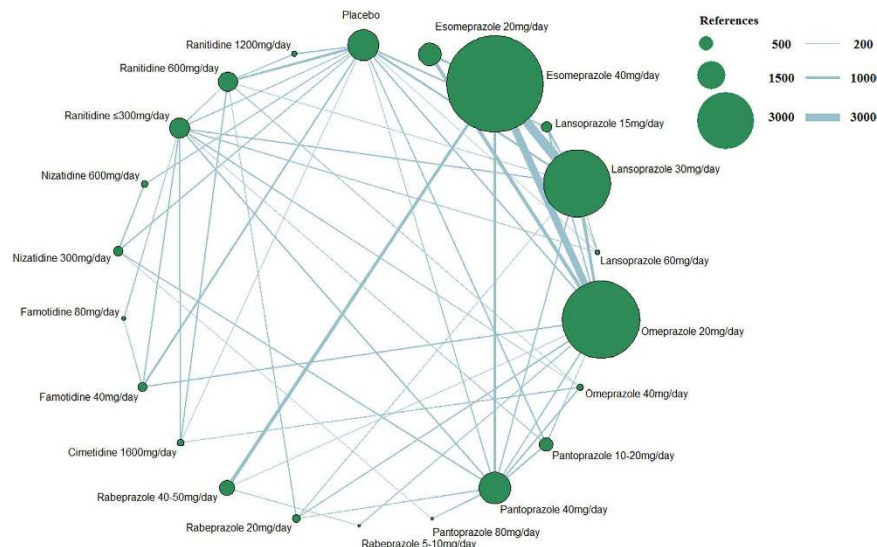 Placebo
Esomeprazole 20mg/day
References
Ranitidine 1200mg/day
500 200
Ranitidine 600mg/day
Esomeprazole 40mg/day
1500 1000
Ranitidine ≤300mg/day
Lansoprazole 15mg/day
3000 3000
Lansoprazole 30mg/day
Nizatidine 600mg/day
Nizatidine 300mg/day
Lansoprazole 60mg/day
Famotidine 80mg/day
Omeprazole 20mg/day
Famotidine 40mg/day
Omeprazole 40mg/day
Cimetidine 1600mg/day
Pantoprazole 10-20mg/day
Rabeprazole 40-50mg/day
Pantoprazole 40mg/day
Rabeprazole 20mg/day
Pantoprazole 80mg/day
Rabeprazole 5-10mg/day